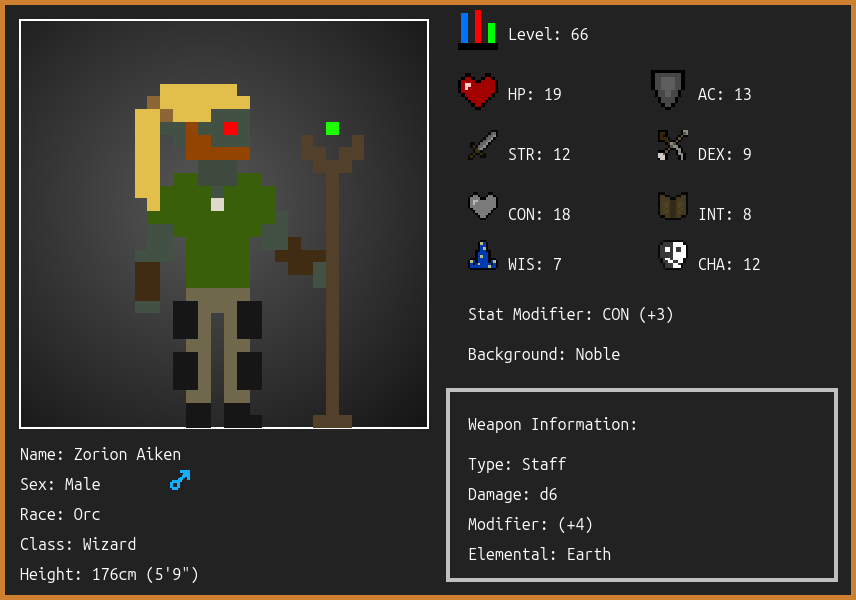 Level: 66
HP: 19
AC: 13
STR: 12
DEX: 9
CON: 18
INT: 8
WIS: 7
CHA: 12
Stat Modifier: CON (+3)
Background: Noble
Weapon Information:
Type: Staff
Damage: d6
Modifier: (+4)
Elemental: Earth
Name: Zorion Aiken
Sex: Male
Race: Orc
Class: Wizard
Height: 176cm (5'9")